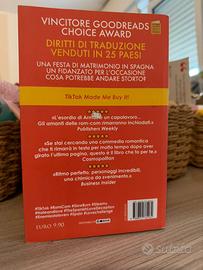 VINCITORE GOODREADS
CHOICE AWARD
DIRITTI DI TRADUZIONE
VENDUTI IN 25 PAESI
UNA FESTA DI MATRIMONIO IN SPAGNA
UN FIDANZATO PER L'OCCASIONE
COSA POTREBBE ANDARE STORTO?
TikTok Made Me Buy It!
«L'esordio di Armas è un capolavoro...
Gli amanti delle rom-com rimarranno inchiodati»
Publishers Weekly
«Se stai cercando una commedia romantica
che ti rimarrà in testa per molto tempo dopo aver
girato l'ultima pagina, questo è il libro che fa per te.»
Cosmopolitan
«Ritmo perfetto, personaggi incredibili,
una chimica da svenimento.»
Business Insider
#tiktok #BookTok #RomCom
EURO 9,90
Subito